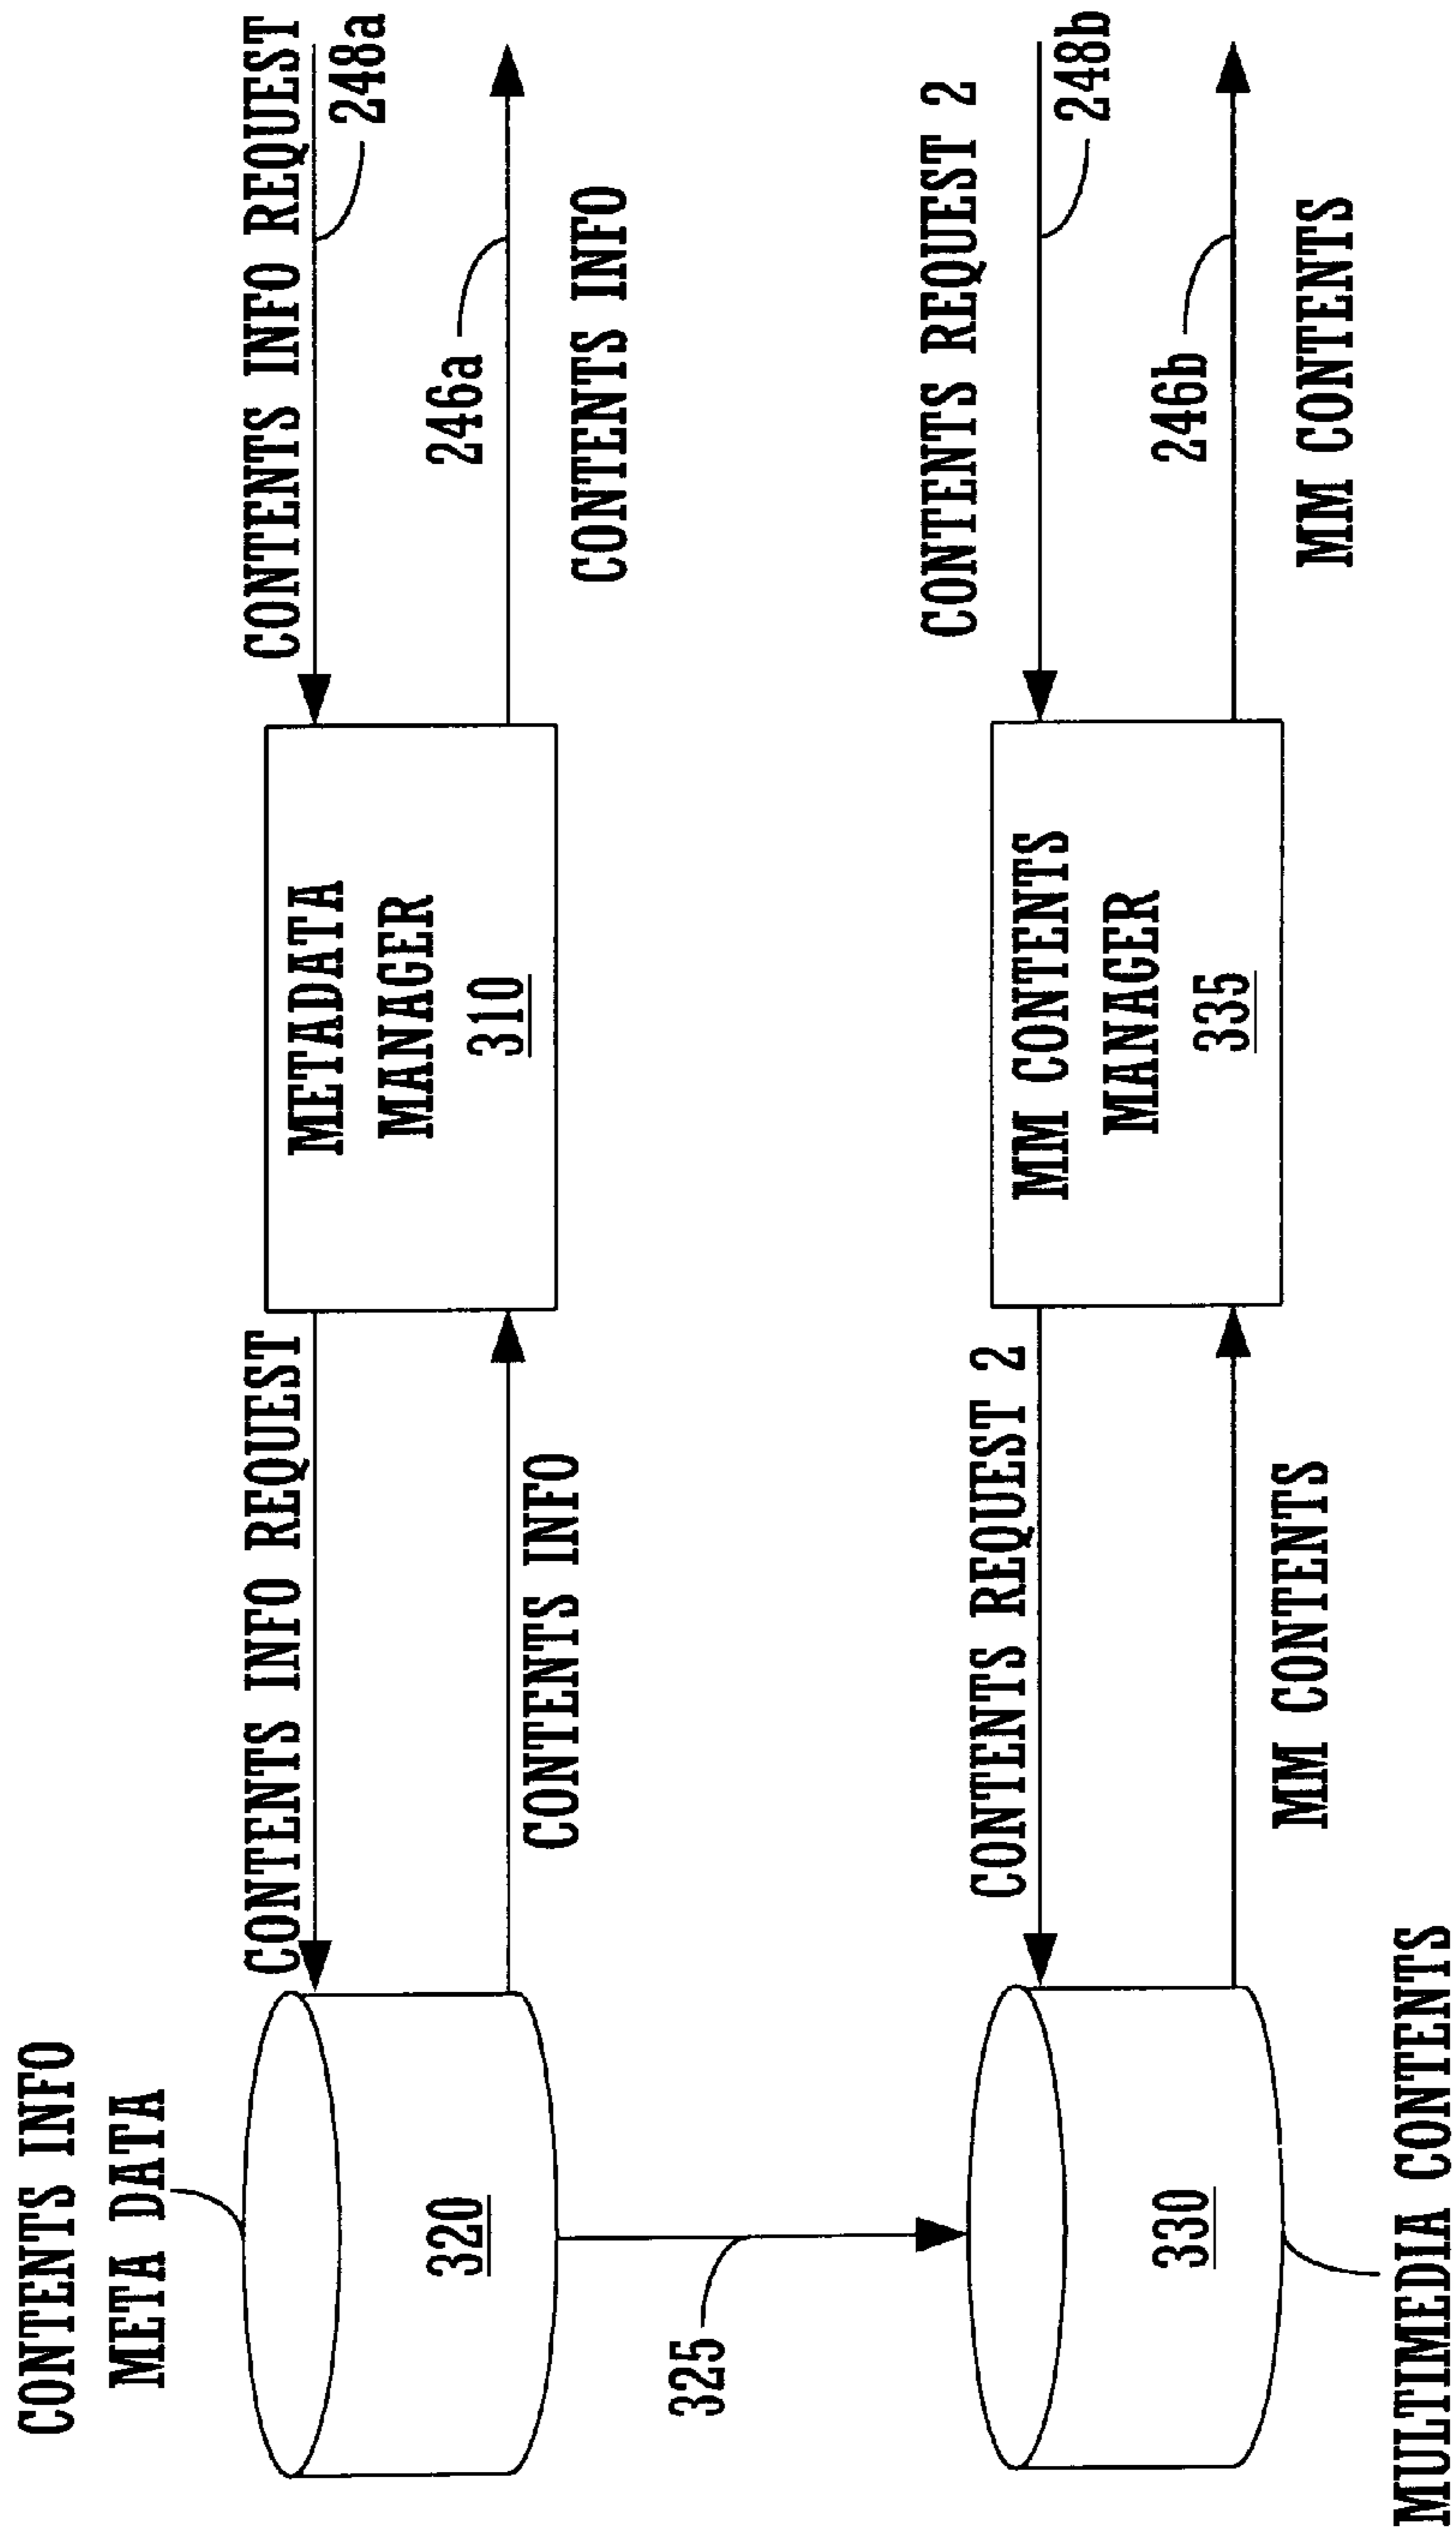 CONTENTS INFO
META DATA
320
CONTENTS INFO REQUEST
CONTENTS INFO
METADATA
MANAGER
310
CONTENTS INFO REQUEST
248a
246a
CONTENTS INFO
325
330
MULTIMEDIA CONTENTS
CONTENTS REQUEST 2
MM CONTENTS
MM CONTENTS
MANAGER
335
CONTENTS REQUEST 2
248b
246b
MM CONTENTS